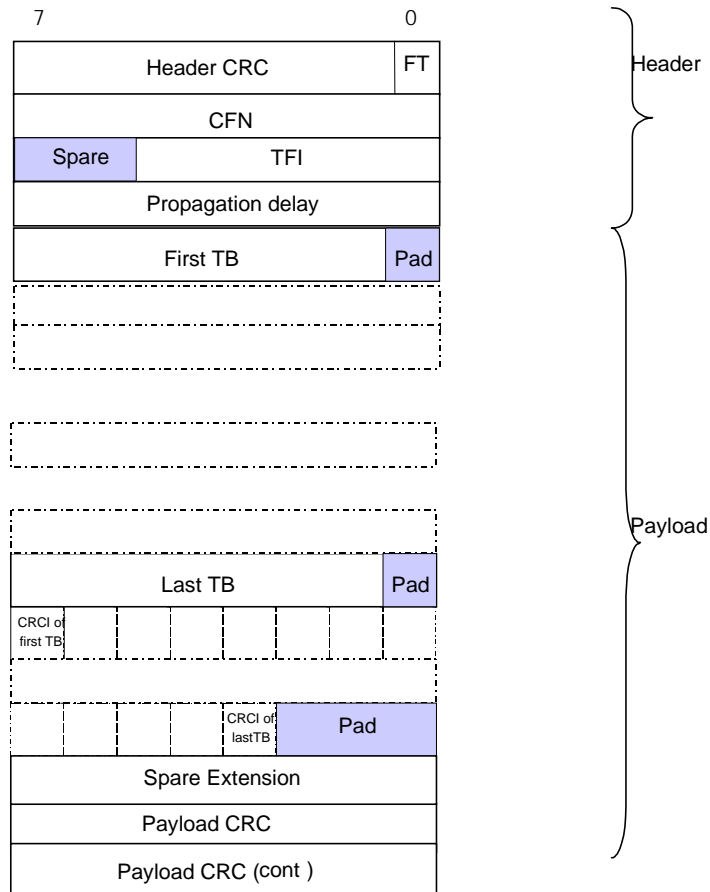 7 0
Header CRC FT Header
CFN
Spare TFI
Propagation delay
First TB Pad
Payload
Last TB Pad
CRCI of
first TB
CRCI of
lastTB
Pad
Spare Extension
Payload CRC
Payload CRC (cont )